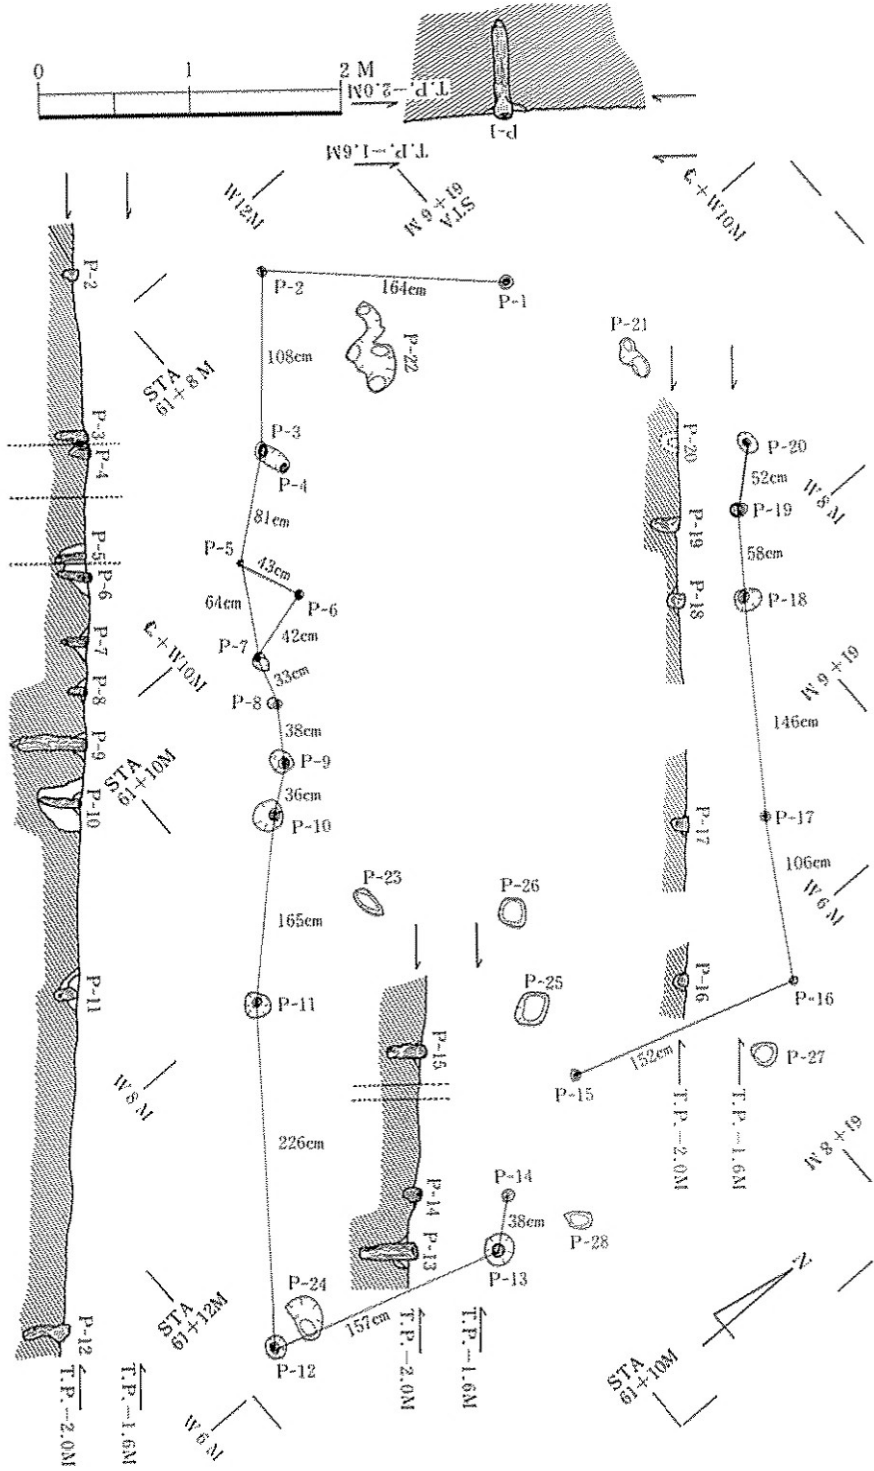 0 1 2 M
T.P.-2.0M
P-1
T.P.-1.6M
W12M
STA
61+6M
℄+W10M
P-2
P-2
164cm
P-1
P-22
P-21
108cm
STA
61+8M
P-3
P-4
P-3
P-4
P-20
P-20
52cm
W8M
81cm
P-19
P-19
58cm
P-5
P-6
P-5
43cm
64cm
P-6
P-18
P-18
42cm
P-7
P-7
℄+W10M
33cm
61+6M
P-8
P-8
38cm
146cm
P-9
P-9
STA
61+10M
36cm
P-10
P-10
P-17
P-17
106cm
P-23
P-26
W6M
165cm
P-11
P-11
P-25
P-16
P-16
P-15
152cm
P-27
P-15
W8M
T.P.-2.0M
T.P.-1.6M
226cm
61+8M
P-14
P-14
38cm
P-28
P-13
P-13
N
P-24
STA
61+12M
157cm
T.P.-2.0M
T.P.-1.6M
P-12
P-12
STA
61+10M
T.P.-2.0M
T.P.-1.6M
W6M